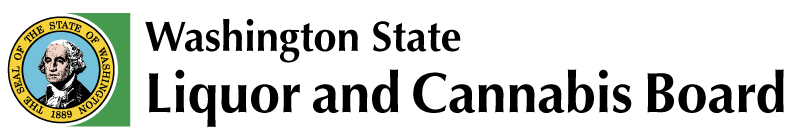 THE SEAL OF THE STATE OF WASHINGTON
1889
Washington State
Liquor and Cannabis Board